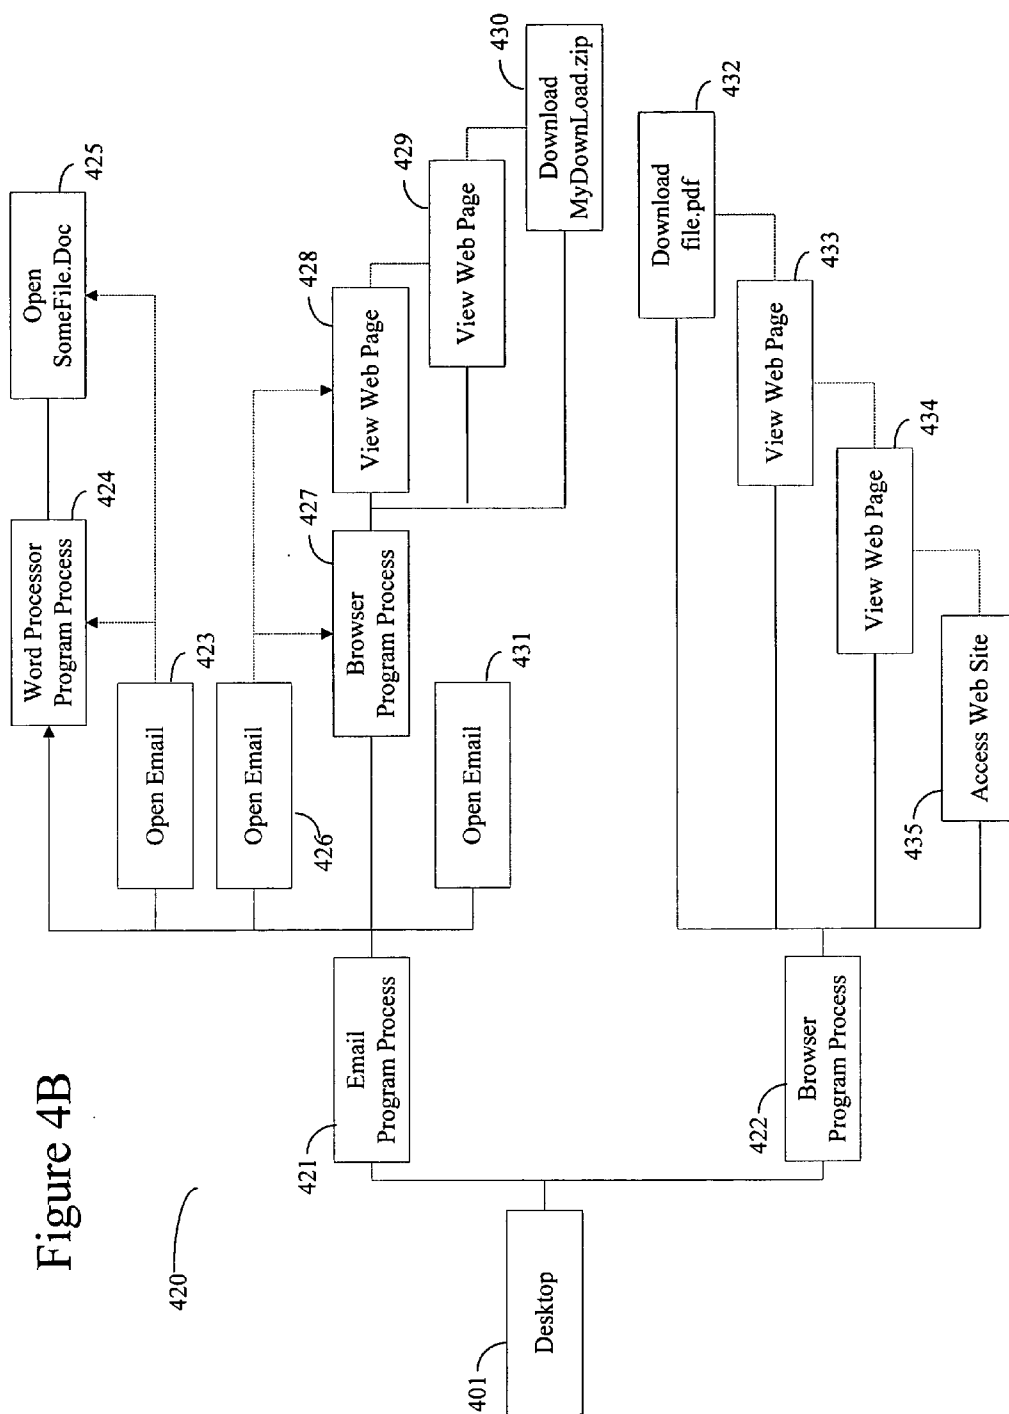 Figure 4B
420
401
Desktop
421
Email
Program Process
422
Browser
Program Process
Word Processor
Program Process
424
Open
SomeFile.Doc
425
Open Email
423
Open Email
426
Browser
Program Process
427
View Web Page
428
View Web Page
429
Download
MyDownLoad.zip
430
Open Email
431
Download
file.pdf
432
View Web Page
433
View Web Page
434
Access Web Site
435